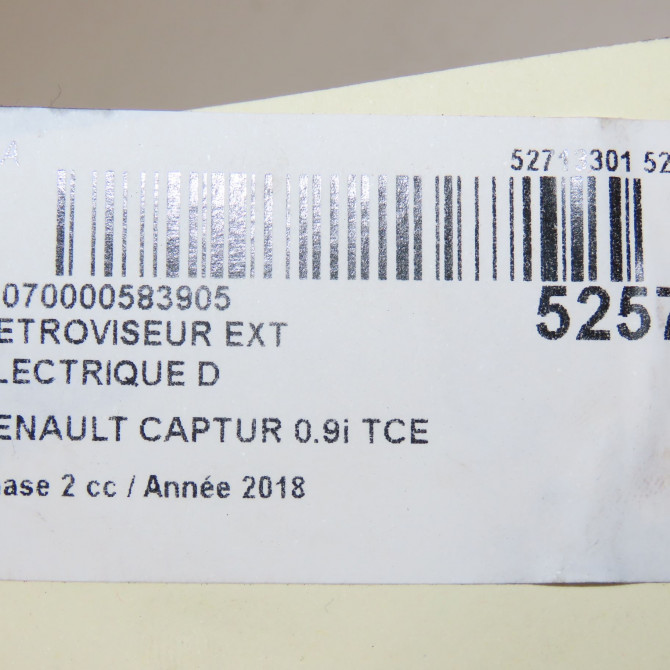 A
52713301 52
070000583905
5257
ETROVISEUR EXT
LECTRIQUE D
ENAULT CAPTUR 0.9i TCE
ase 2 cc / Année 2018